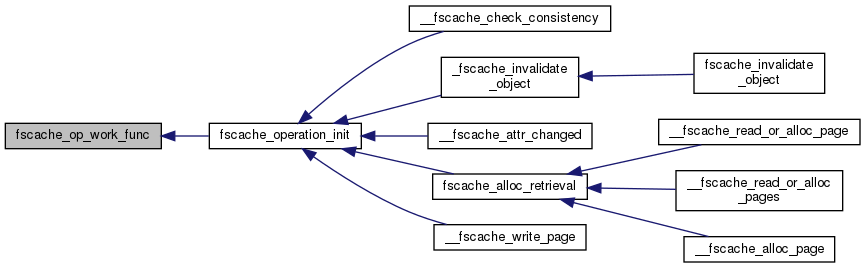 fscache_op_work_func
fscache_operation_init
__fscache_check_consistency
_fscache_invalidate
_object
fscache_invalidate
_object
__fscache_attr_changed
fscache_alloc_retrieval
__fscache_read_or_alloc_page
__fscache_read_or_alloc
_pages
__fscache_alloc_page
__fscache_write_page